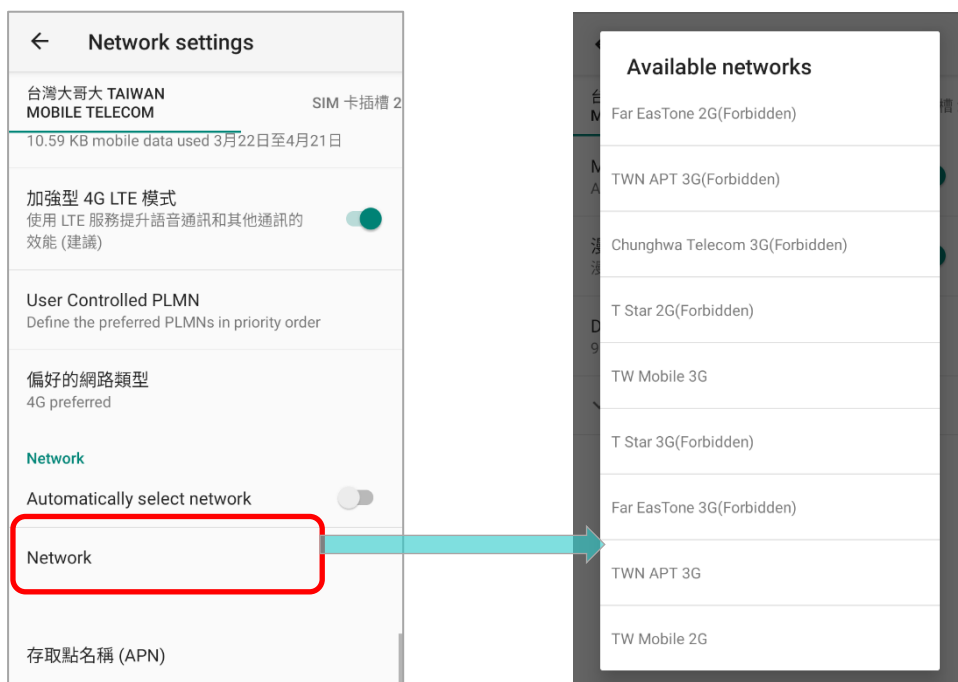 Network settings
台灣大哥大 TAIWAN
MOBILE TELECOM
SIM 卡插槽 2
10.59 KB mobile data used 3月22日至4月21日
加強型 4G LTE 模式
使用 LTE 服務提升語音通訊和其他通訊的
效能 (建議)
User Controlled PLMN
Define the preferred PLMNs in priority order
偏好的網路類型
4G preferred
Network
Automatically select network
Network
存取點名稱 (APN)
Available networks
Far EasTone 2G(Forbidden)
TWN APT 3G(Forbidden)
Chunghwa Telecom 3G(Forbidden)
T Star 2G(Forbidden)
TW Mobile 3G
T Star 3G(Forbidden)
Far EasTone 3G(Forbidden)
TWN APT 3G
TW Mobile 2G